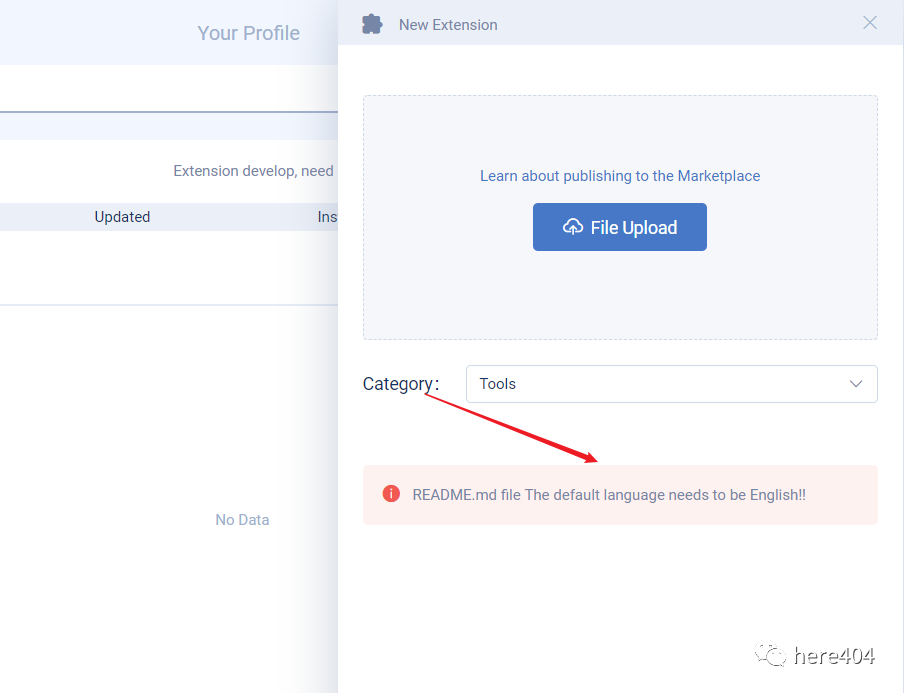 Your Profile
New Extension
Extension develop, need
Learn about publishing to the Marketplace
Updated
Ins
File Upload
Category:
Tools
README.md file The default language needs to be English!!
No Data
here404